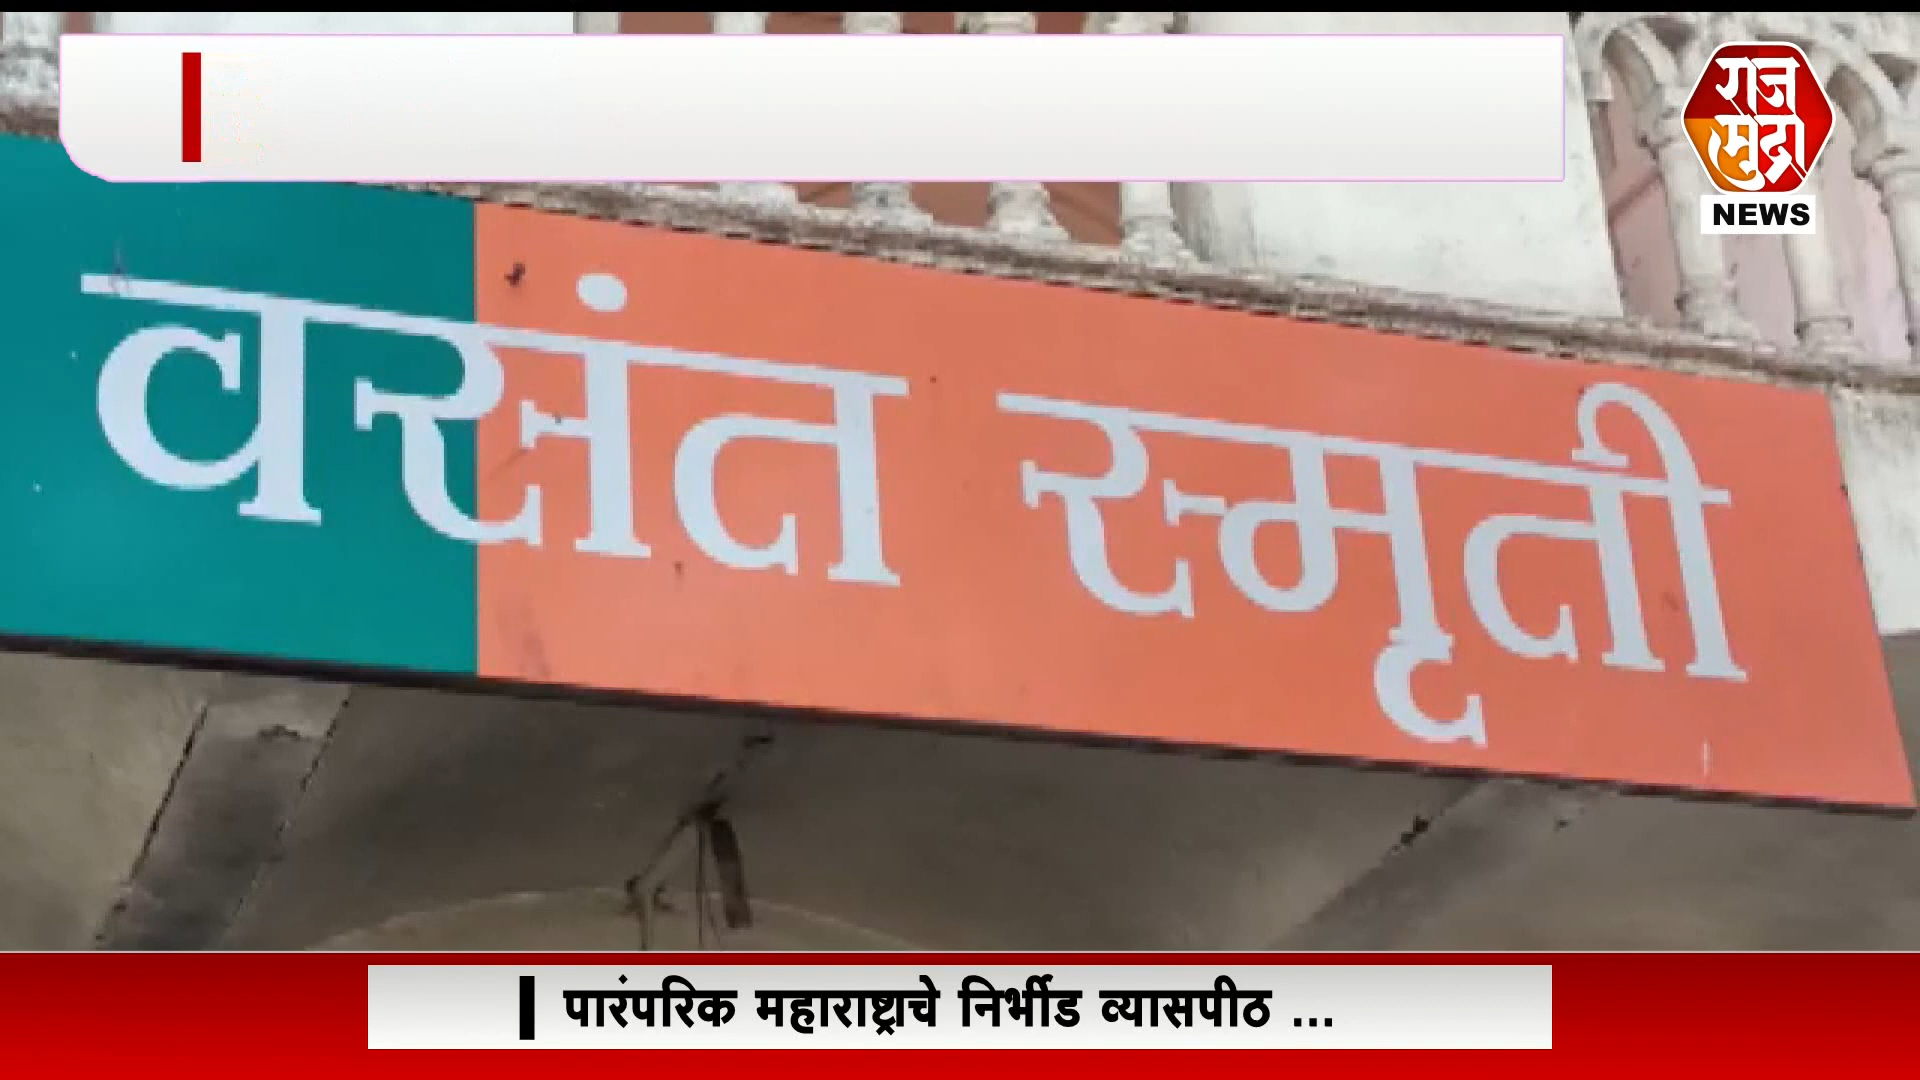 राज
मुद्रा
NEWS
वसंत स्मृती
पारंपरिक महाराष्ट्राचे निर्भीड व्यासपीठ ...